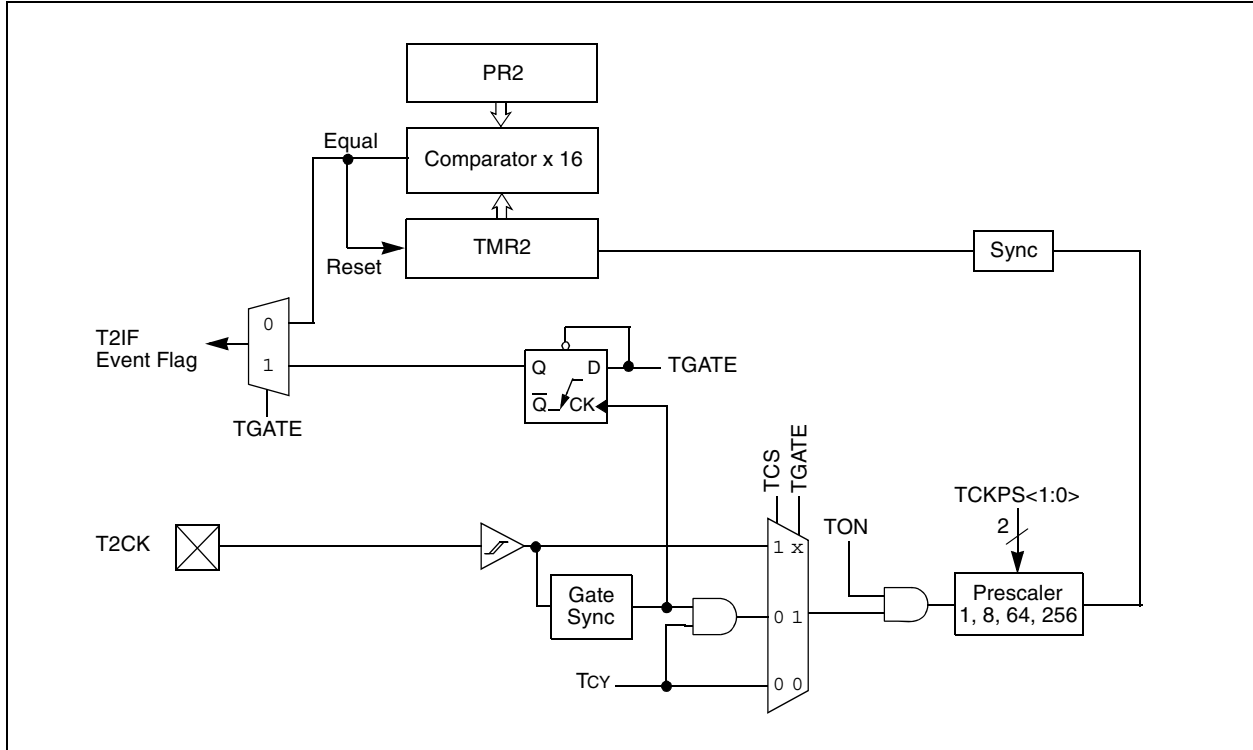 PR2
Equal
Comparator x 16
TMR2
Reset
Sync
0
T2IF
Event Flag
1
TGATE
Q
D
TGATE
Q̅
CK
TCS
TGATE
TCKPS<1:0>
2
TON
T2CK
1 x
Gate
Sync
0 1
Prescaler
1, 8, 64, 256
TCY
0 0